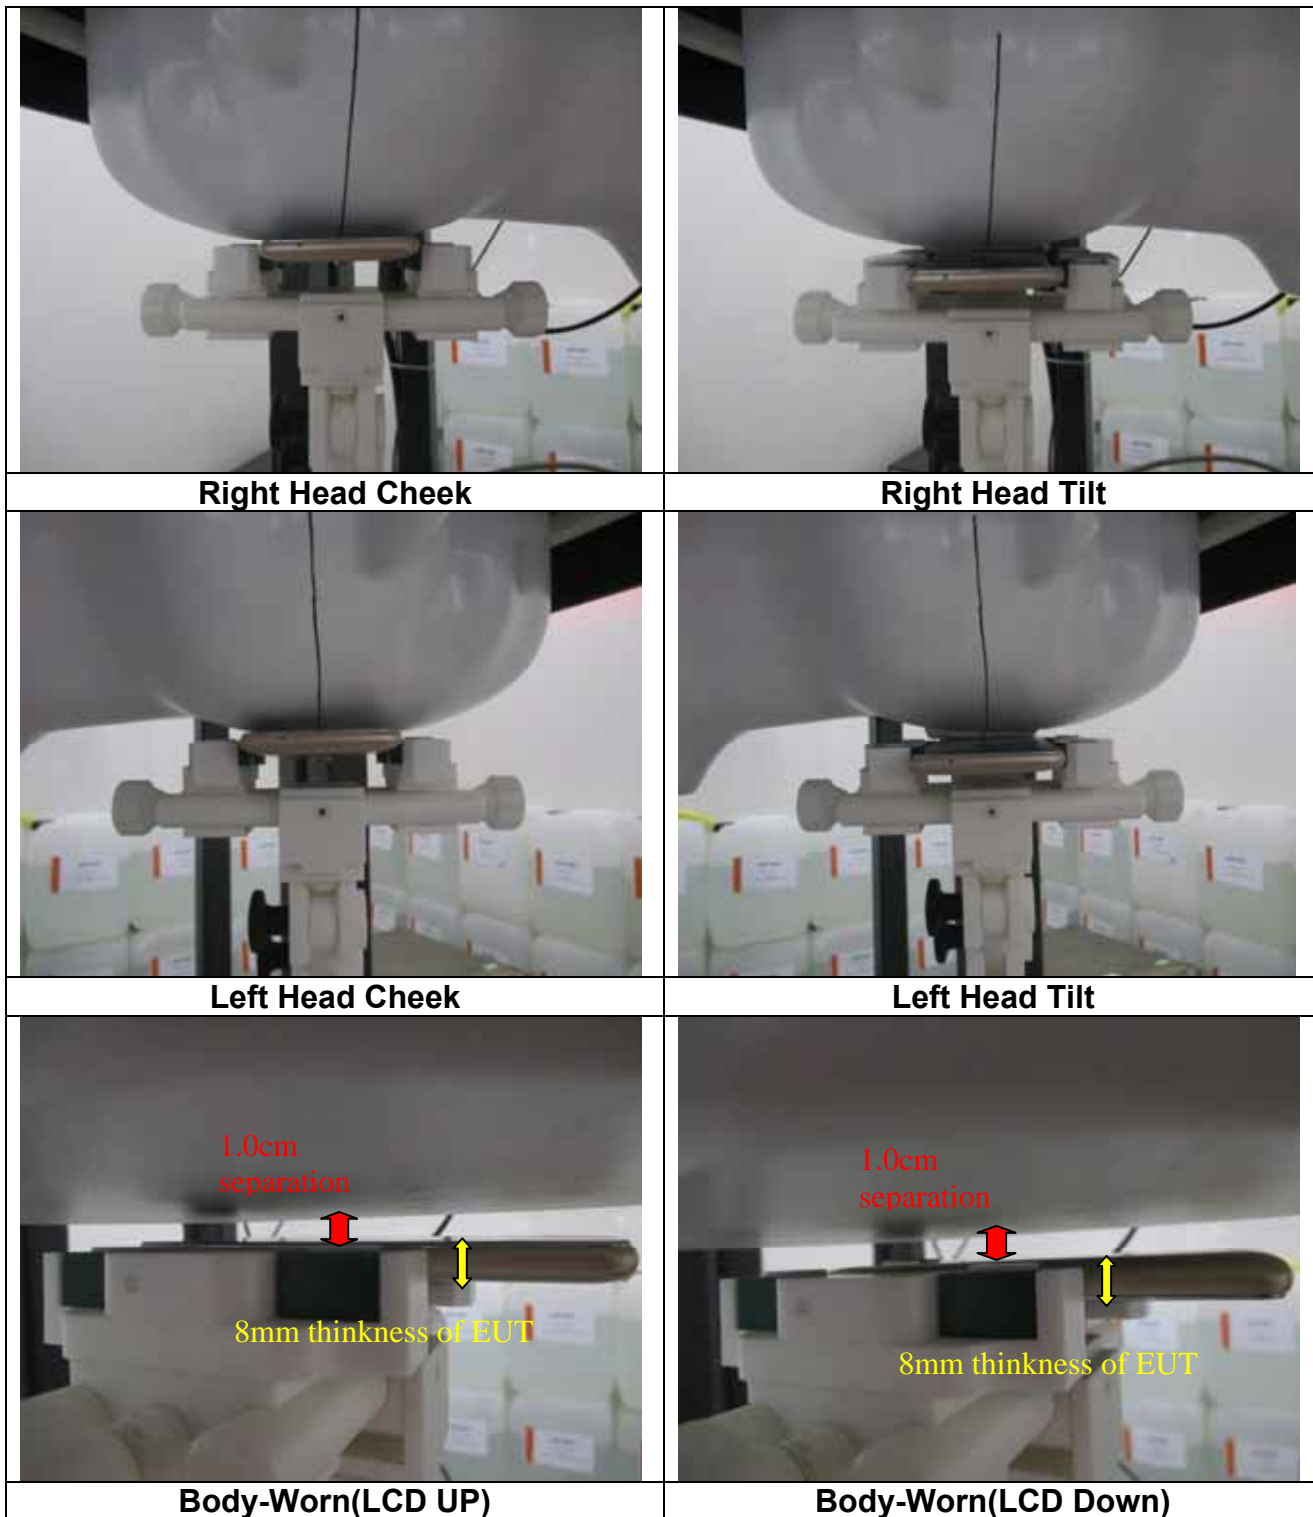 Right Head Cheek
Right Head Tilt
Left Head Cheek
Left Head Tilt
1.0cm
separation
8mm thinkness of EUT
1.0cm
separation
8mm thinkness of EUT
Body-Worn(LCD UP)
Body-Worn(LCD Down)